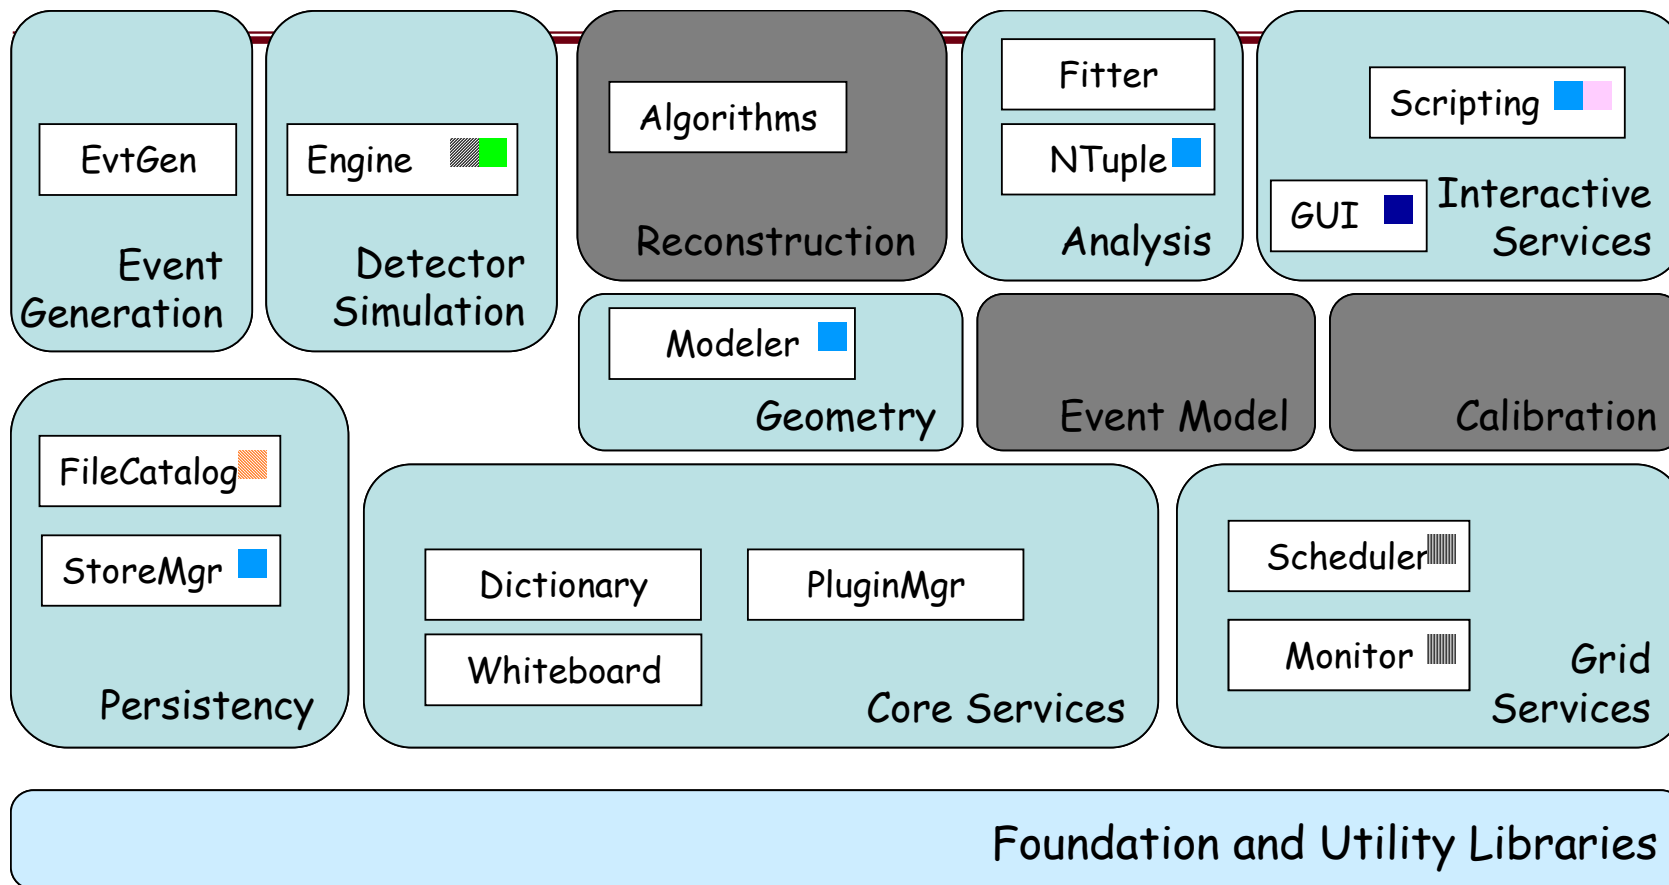 EvtGen
Event
Generation
Engine
Detector
Simulation
Algorithms
Reconstruction
Fitter
NTuple
Analysis
Scripting
GUI
Interactive
Services
Modeler
Geometry
Event Model
Calibration
FileCatalog
StoreMgr
Persistency
Dictionary
PluginMgr
Whiteboard
Core Services
Scheduler
Monitor
Grid
Services
Foundation and Utility Libraries